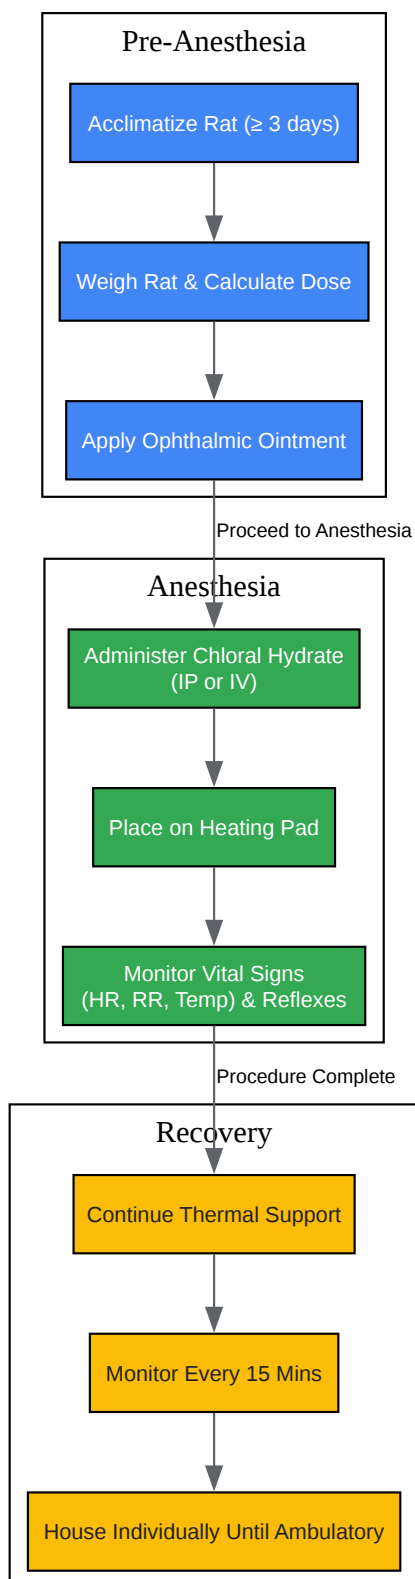 Pre-Anesthesia
Acclimatize Rat (≥ 3 days)
Weigh Rat & Calculate Dose
Apply Ophthalmic Ointment
Proceed to Anesthesia
Anesthesia
Administer Chloral Hydrate
(IP or IV)
Place on Heating Pad
Monitor Vital Signs
(HR, RR, Temp) & Reflexes
Procedure Complete
Recovery
Continue Thermal Support
Monitor Every 15 Mins
House Individually Until Ambulatory